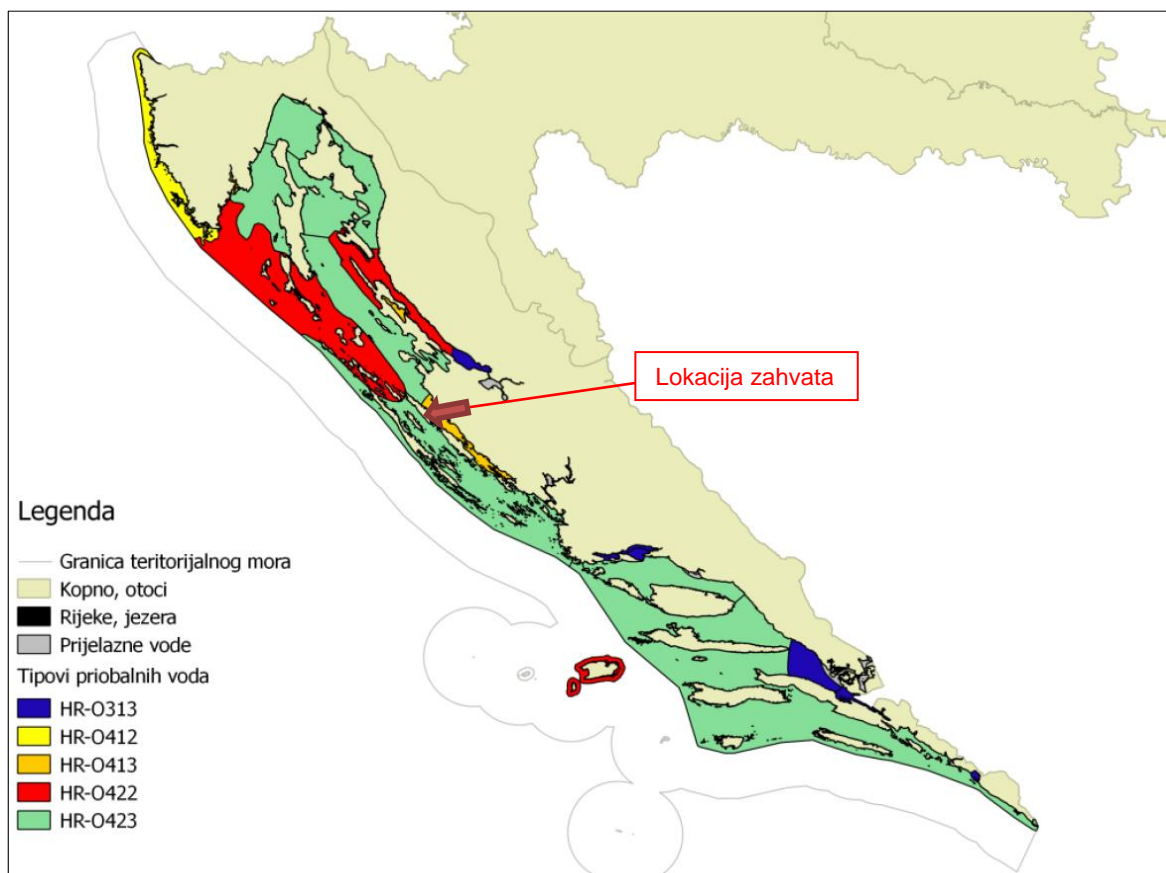 Lokacija zahvata
Legenda
Granica teritorijalnog mora
Kopno, otoci
Rijeke, jezera
Prijelazne vode
Tipovi priobalnih voda
HR-O313
HR-O412
HR-O413
HR-O422
HR-O423